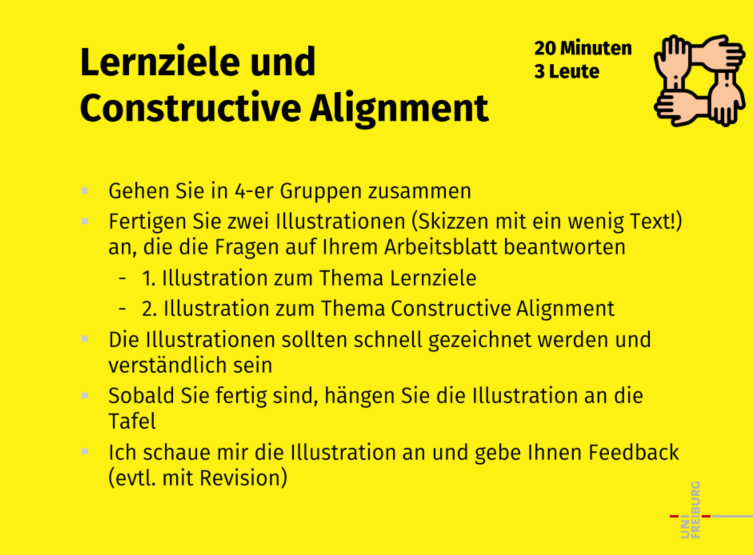 Lernziele und
Constructive Alignment
20 Minuten
3 Leute
Gehen Sie in 4-er Gruppen zusammen
Fertigen Sie zwei Illustrationen (Skizzen mit ein wenig Text!)
an, die die Fragen auf Ihrem Arbeitsblatt beantworten
- 1. Illustration zum Thema Lernziele
- 2. Illustration zum Thema Constructive Alignment
Die Illustrationen sollten schnell gezeichnet werden und
verständlich sein
Sobald Sie fertig sind, hängen Sie die Illustration an die
Tafel
Ich schaue mir die Illustration an und gebe Ihnen Feedback
(evtl. mit Revision)
UNI
FREIBURG